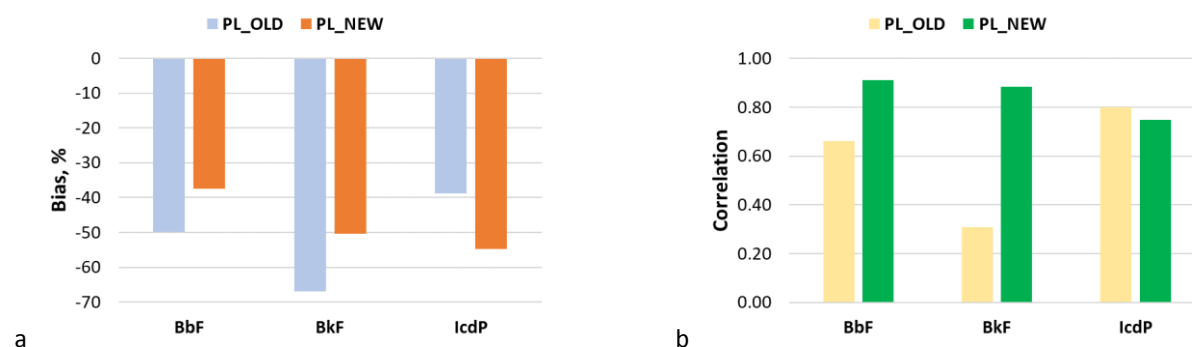 PL_OLD PL_NEW
Bias, %
0
-10
-20
-30
-40
-50
-60
-70
BbF BkF IcdP
a
PL_OLD PL_NEW
Correlation
1.00
0.80
0.60
0.40
0.20
0.00
BbF BkF IcdP
b